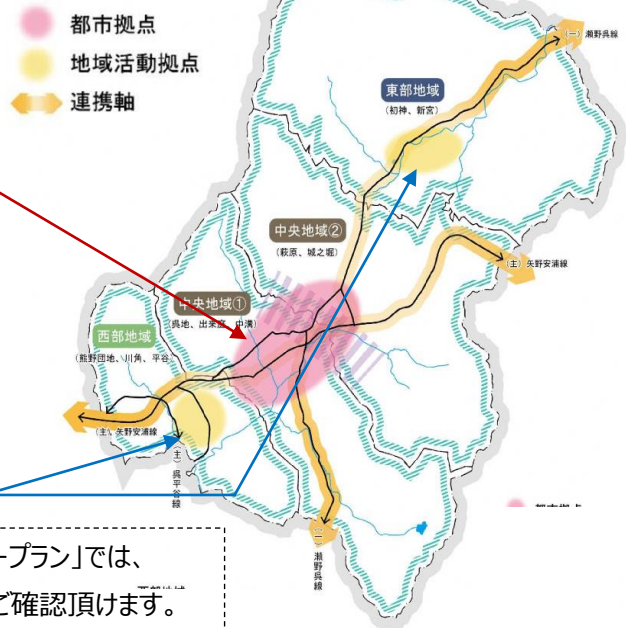 都市拠点
地域活動拠点
連携軸
(一) 瀬野呉線
東部地域
(初神、新宮)
中央地域②
(萩原、城之堀)
(主) 矢野安浦線
中央地域①
(呉地、出来庭、中溝)
西部地域
(熊野団地、川角、平谷)
(主) 矢野安浦線
(主) 呉平谷線
(一) 瀬野呉線
ープラン」では、
ご確認頂けます。